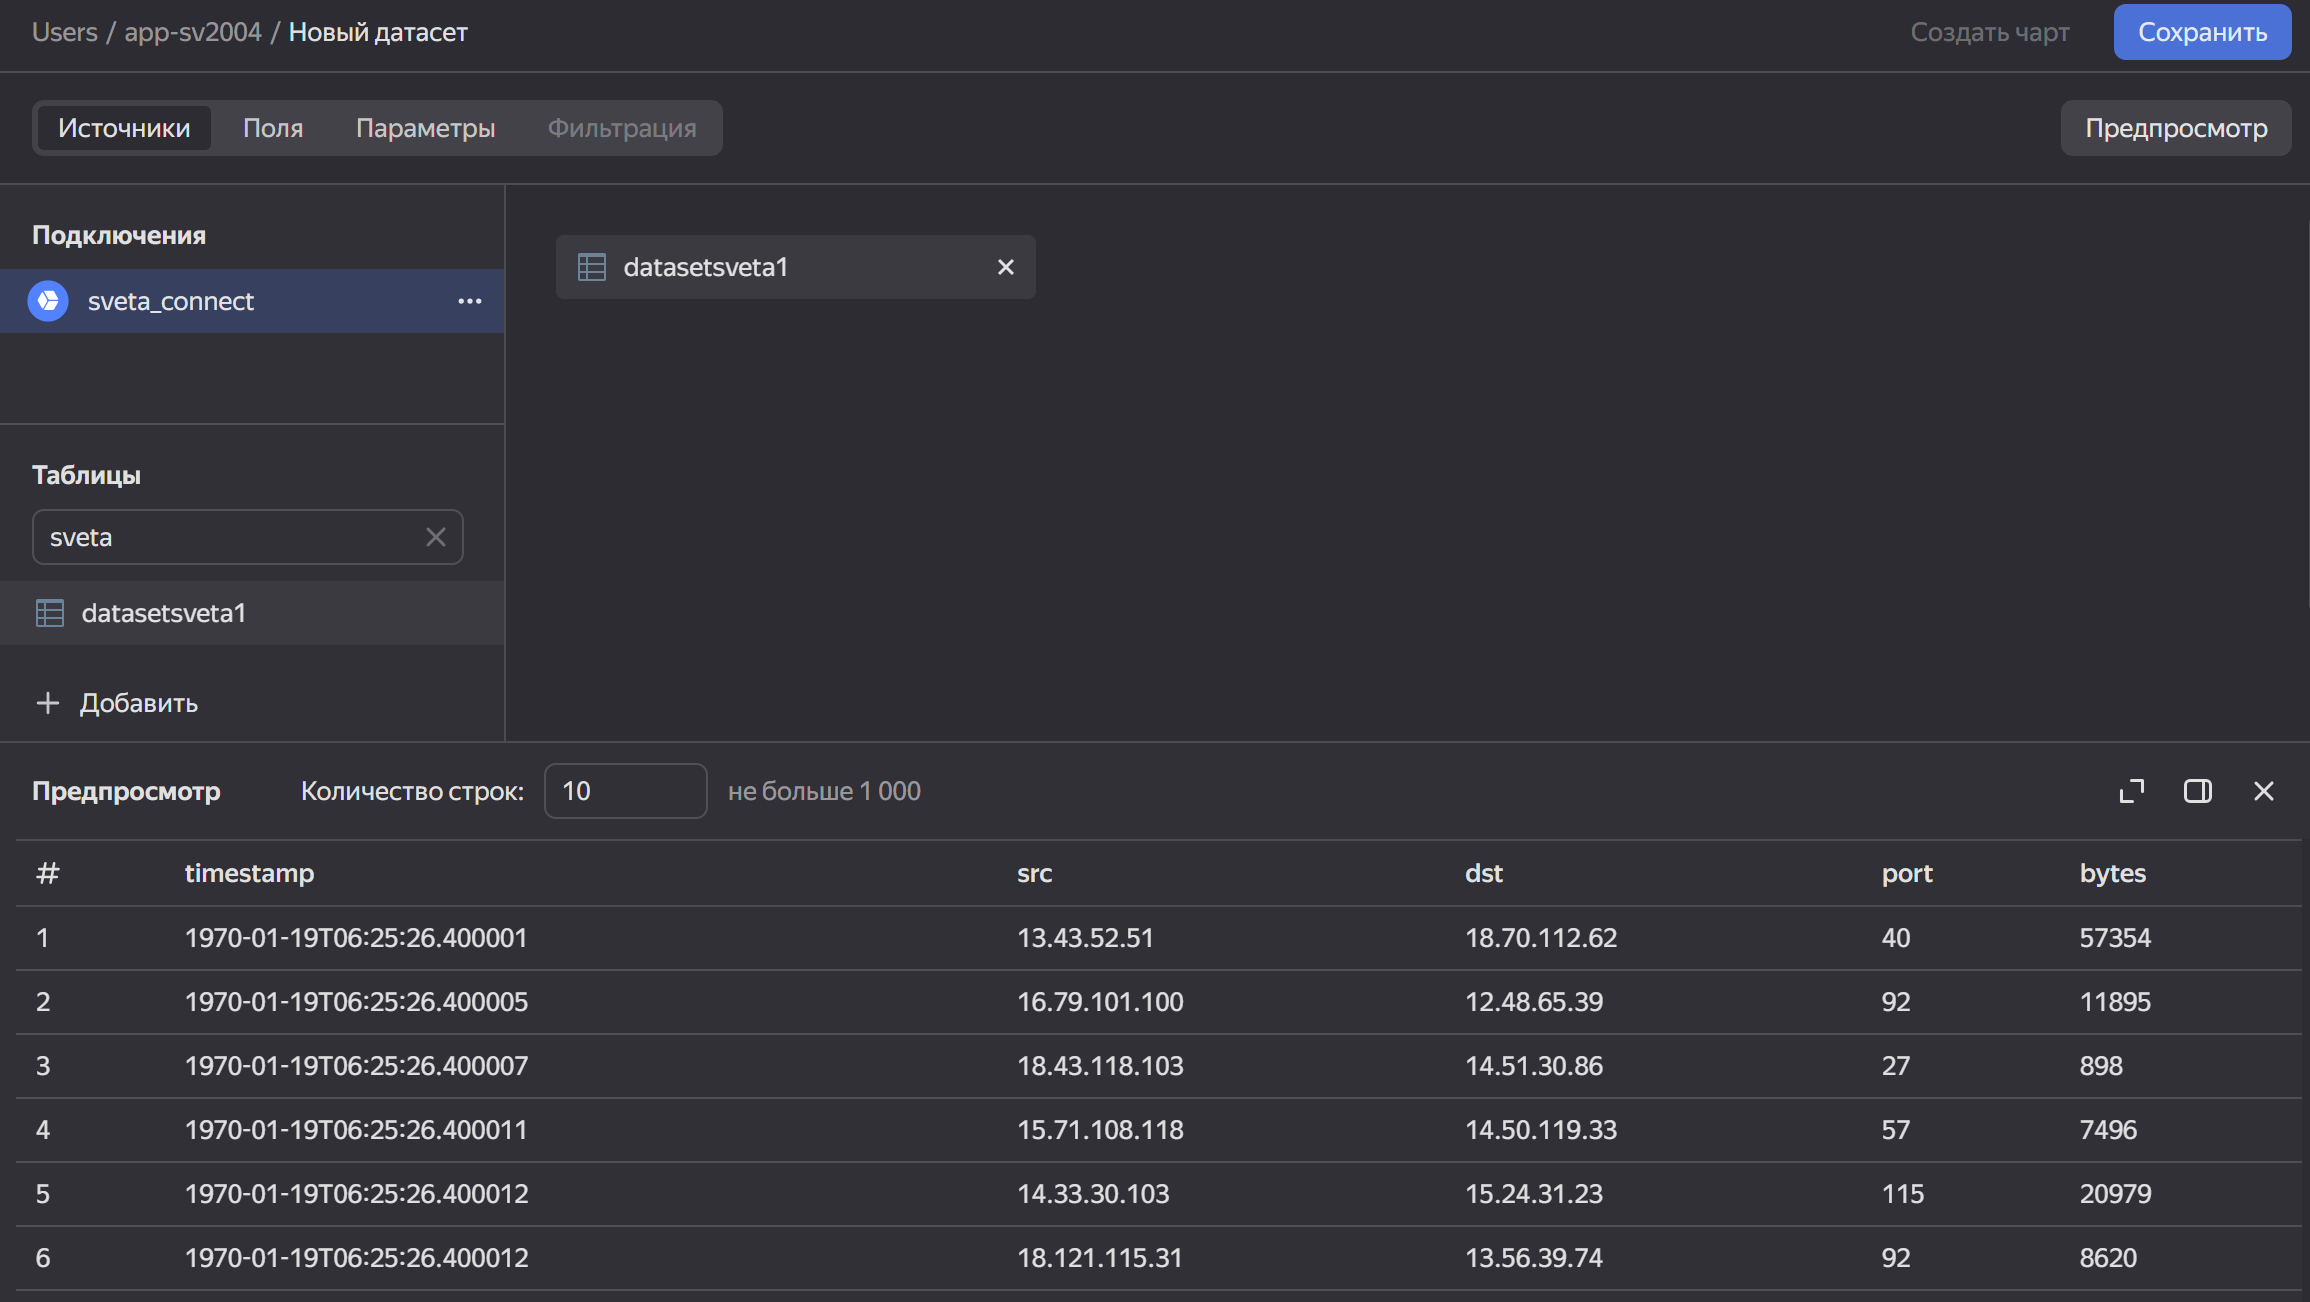 Users / app-sv2004 / Новый датасет
Создать чарт
Сохранить
Источники Поля Параметры Фильтрация
Предпросмотр
Подключения
sveta_connect
datasetsveta1
Таблицы
sveta
datasetsveta1
+ Добавить
Предпросмотр Количество строк: 10 не больше 1 000
# timestamp src dst port bytes
1 1970-01-19T06:25:26.400001 13.43.52.51 18.70.112.62 40 57354
2 1970-01-19T06:25:26.400005 16.79.101.100 12.48.65.39 92 11895
3 1970-01-19T06:25:26.400007 18.43.118.103 14.51.30.86 27 898
4 1970-01-19T06:25:26.400011 15.71.108.118 14.50.119.33 57 7496
5 1970-01-19T06:25:26.400012 14.33.30.103 15.24.31.23 115 20979
6 1970-01-19T06:25:26.400012 18.121.115.31 13.56.39.74 92 8620